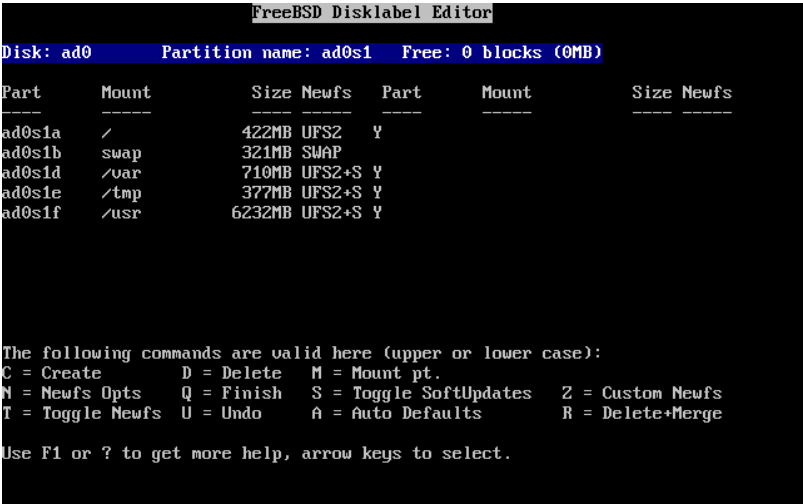 FreeBSD Disklabel Editor
Disk: ad0 Partition name: ad0s1 Free: 0 blocks (0MB)
Part Mount Size Newfs Part Mount Size Newfs
---- ----- ---- ----- ---- ----- ---- -----
ad0s1a / 422MB UFS2 Y
ad0s1b swap 321MB SWAP
ad0s1d /var 710MB UFS2+S Y
ad0s1e /tmp 377MB UFS2+S Y
ad0s1f /usr 6232MB UFS2+S Y
The following commands are valid here (upper or lower case):
C = Create D = Delete M = Mount pt.
N = Newfs Opts Q = Finish S = Toggle SoftUpdates Z = Custom Newfs
T = Toggle Newfs U = Undo A = Auto Defaults R = Delete+Merge
Use F1 or ? to get more help, arrow keys to select.